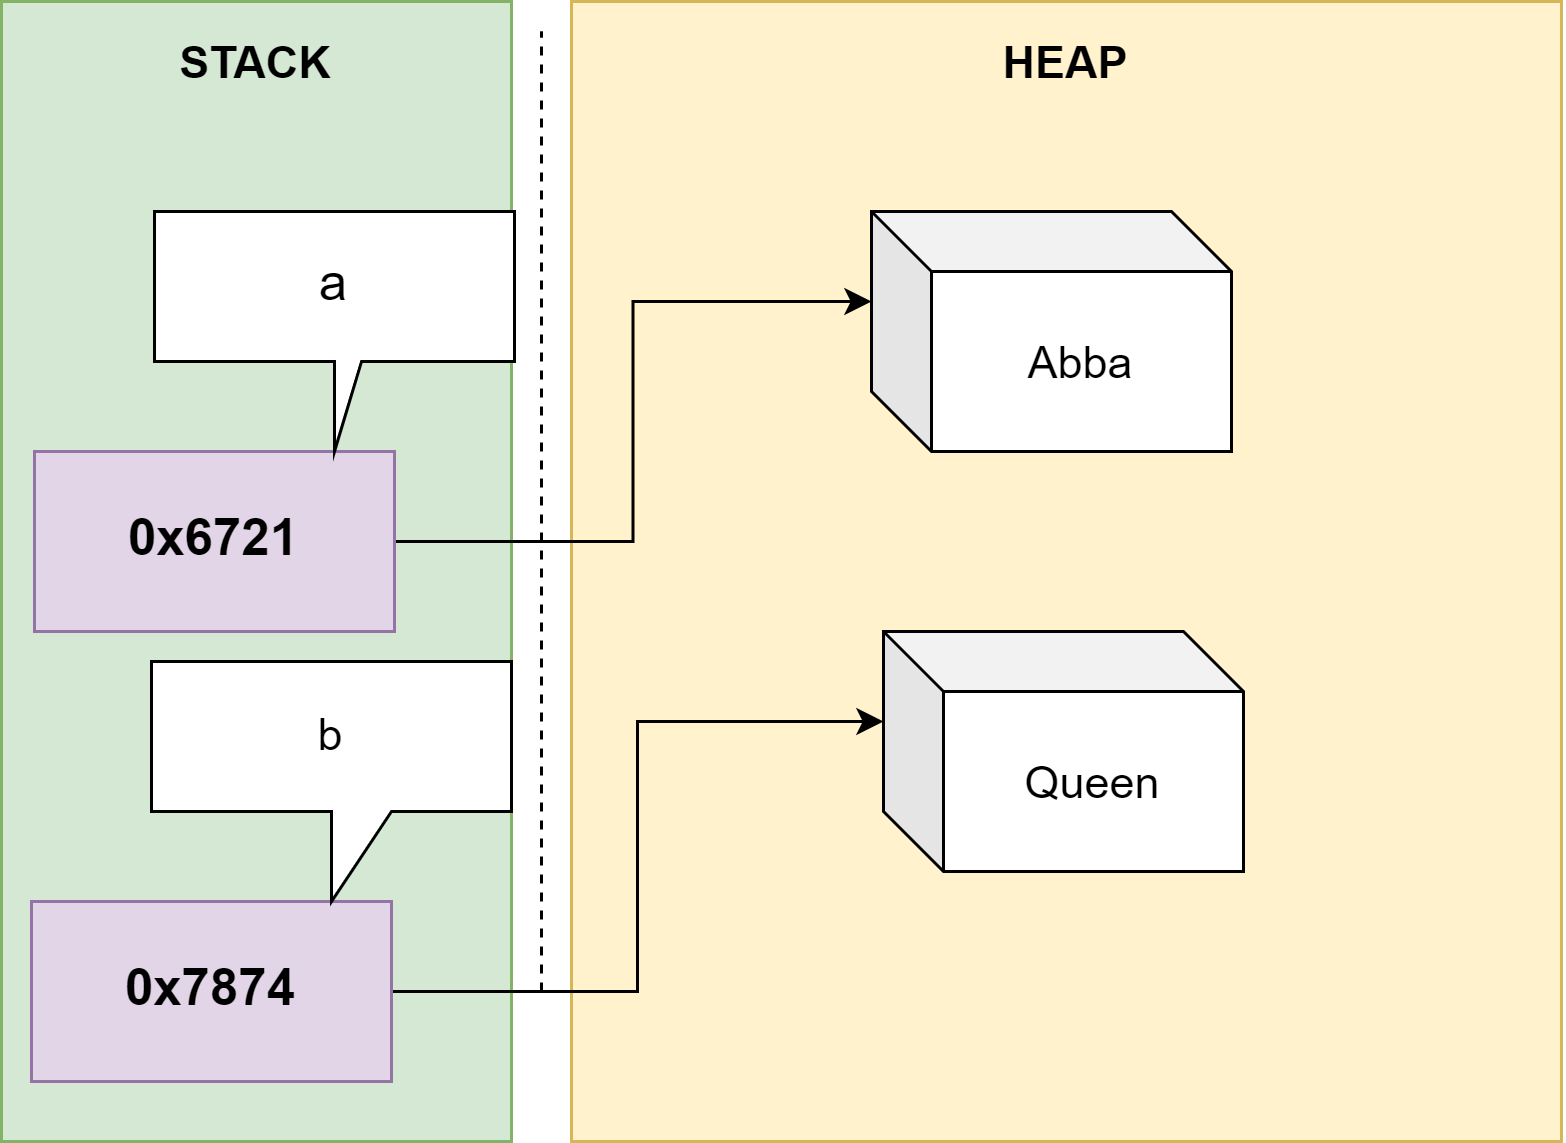 STACK
HEAP
a
Abba
0x6721
b
Queen
0x7874